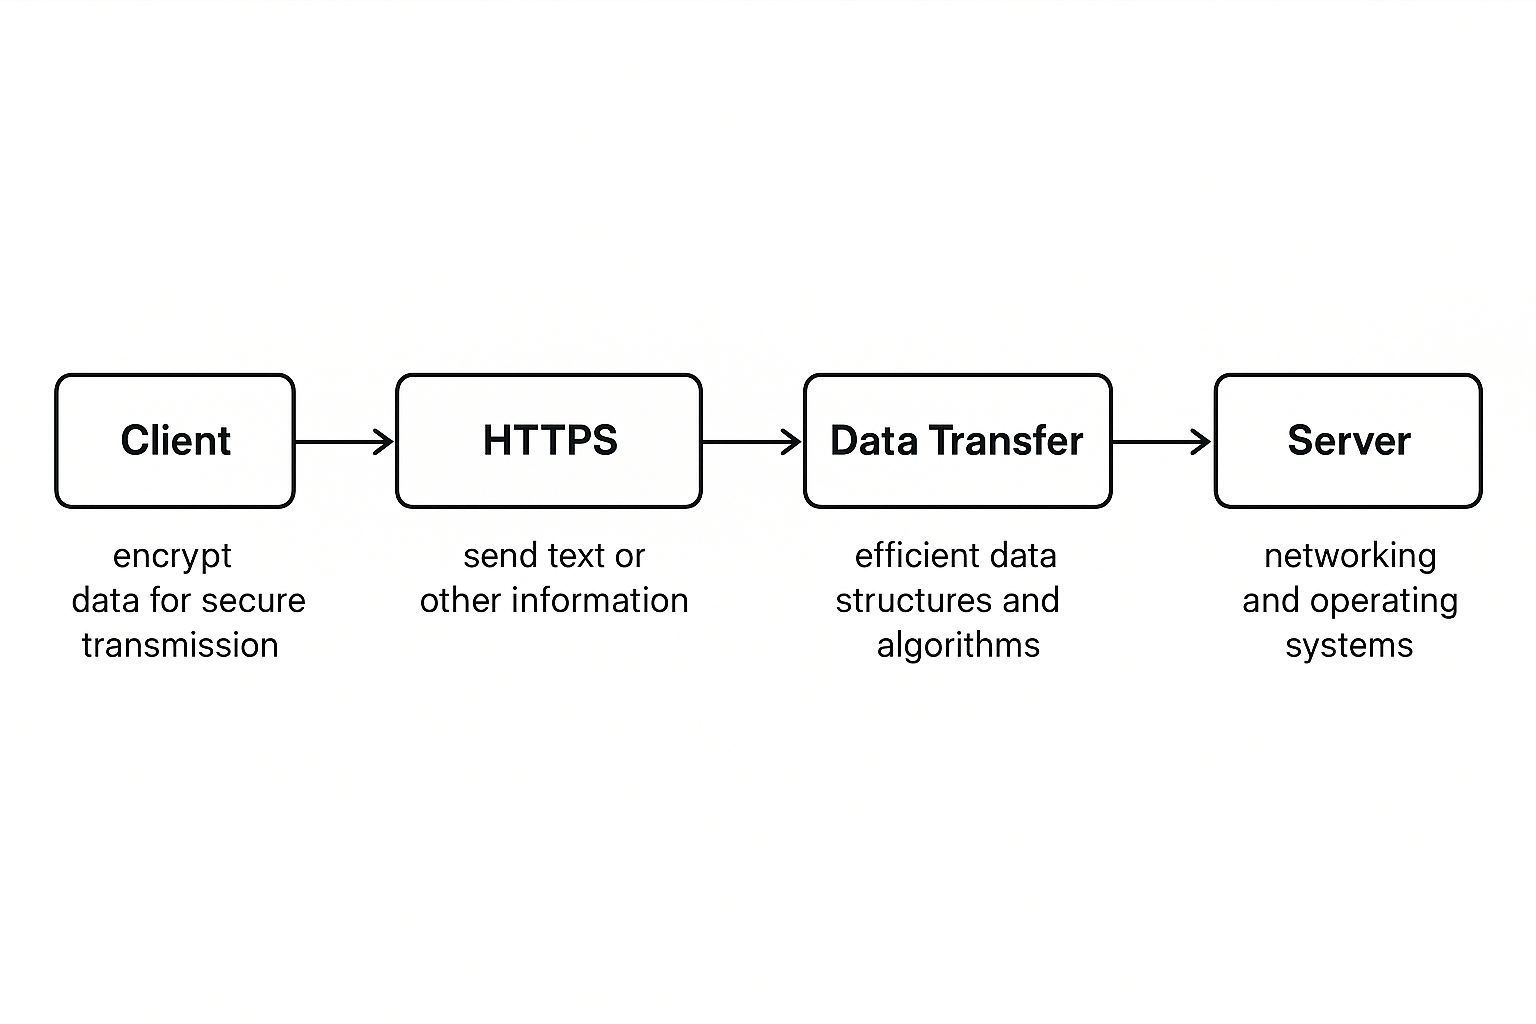 Client
HTTPS
Data Transfer
Server
encrypt
data for secure
transmission
send text or
other information
efficient data
structures and
algorithms
networking
and operating
systems